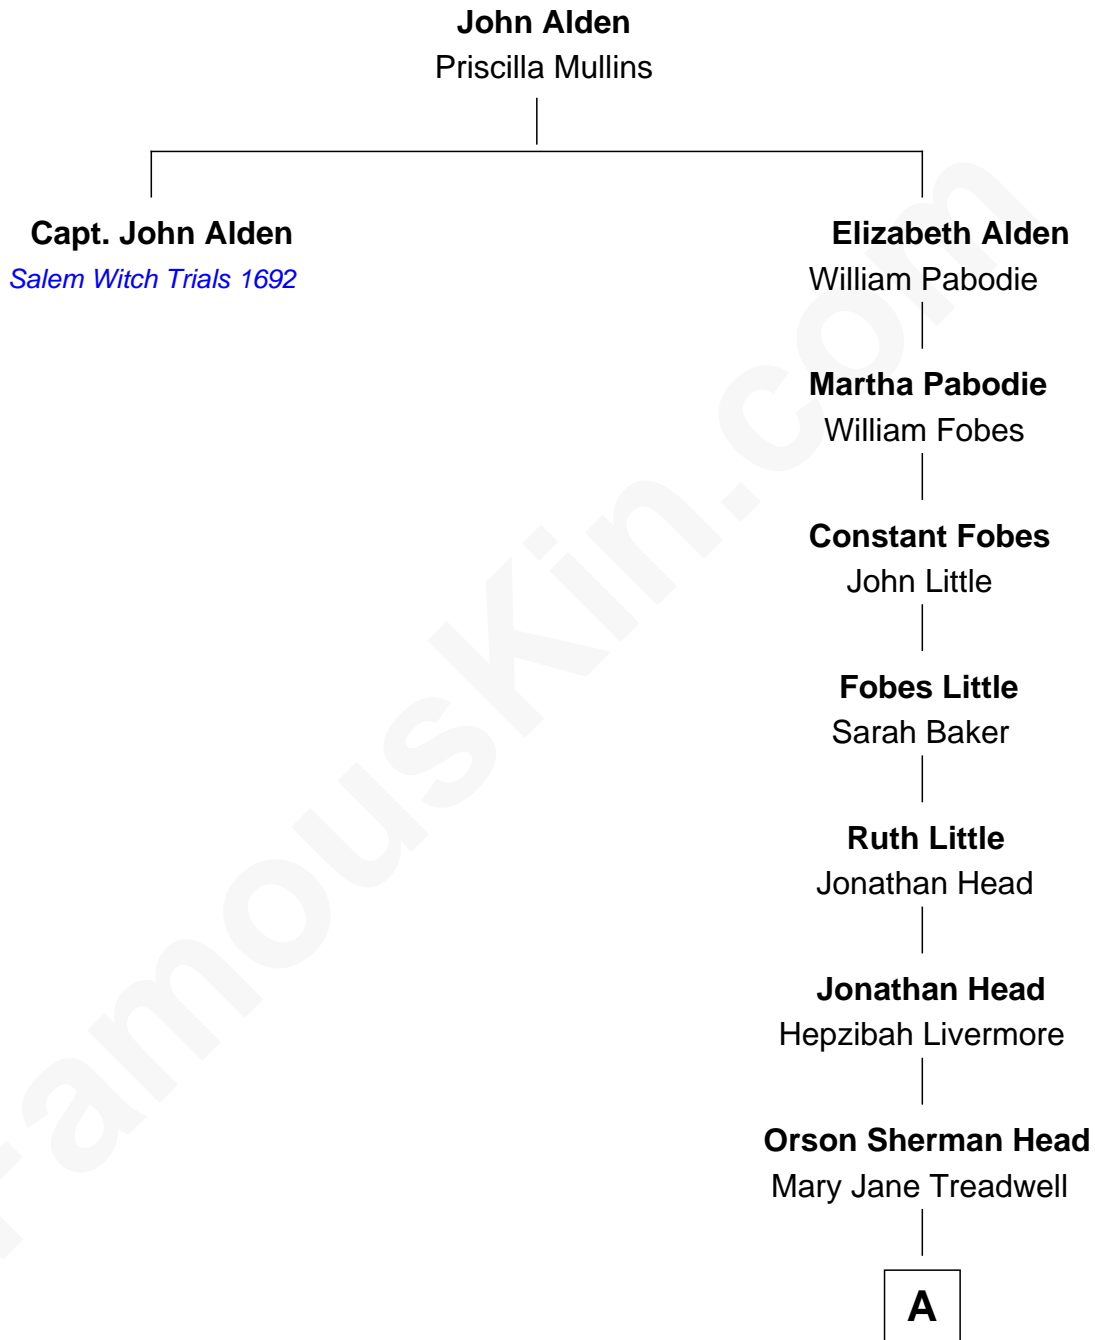 John Alden
Priscilla Mullins
Capt. John Alden
Salem Witch Trials 1692
Elizabeth Alden
William Pabodie
Martha Pabodie
William Fobes
Constant Fobes
John Little
Fobes Little
Sarah Baker
Ruth Little
Jonathan Head
Jonathan Head
Hepzibah Livermore
Orson Sherman Head
Mary Jane Treadwell
A
FamousKin.com